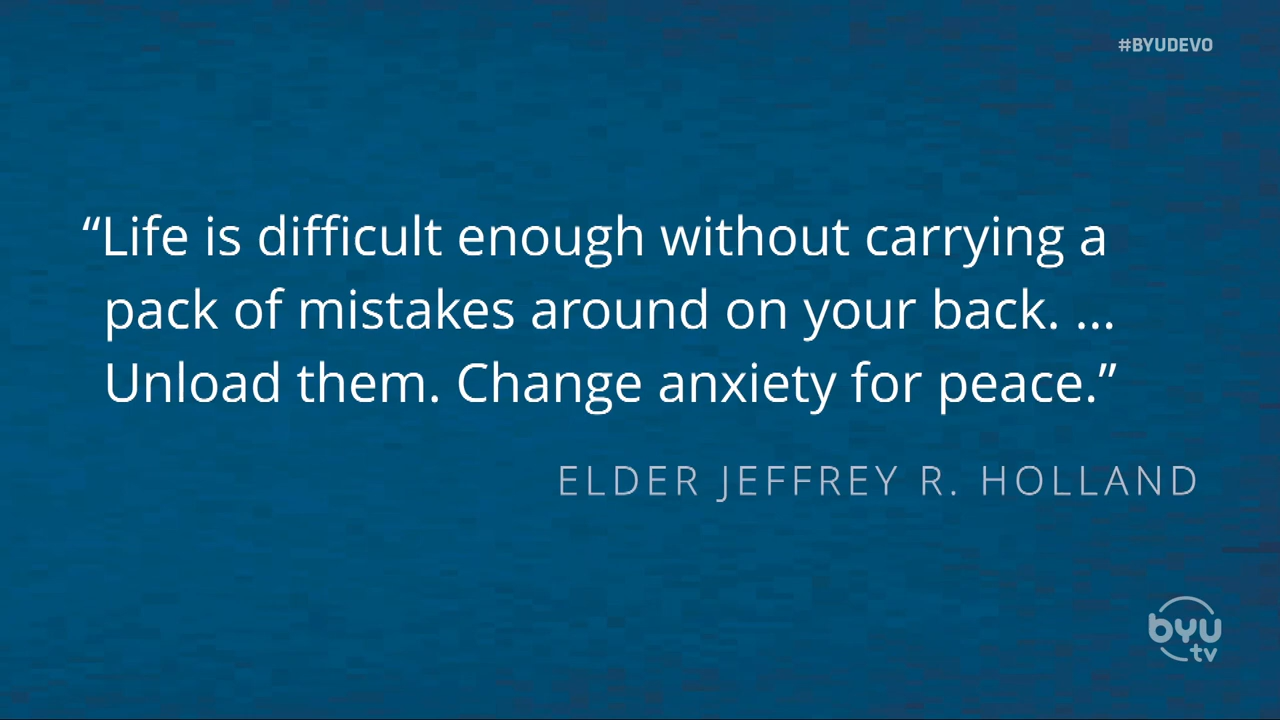 #BYUDEVO
“Life is difficult enough without carrying a
pack of mistakes around on your back. ...
Unload them. Change anxiety for peace.”
ELDER JEFFREY R. HOLLAND
byu
tv